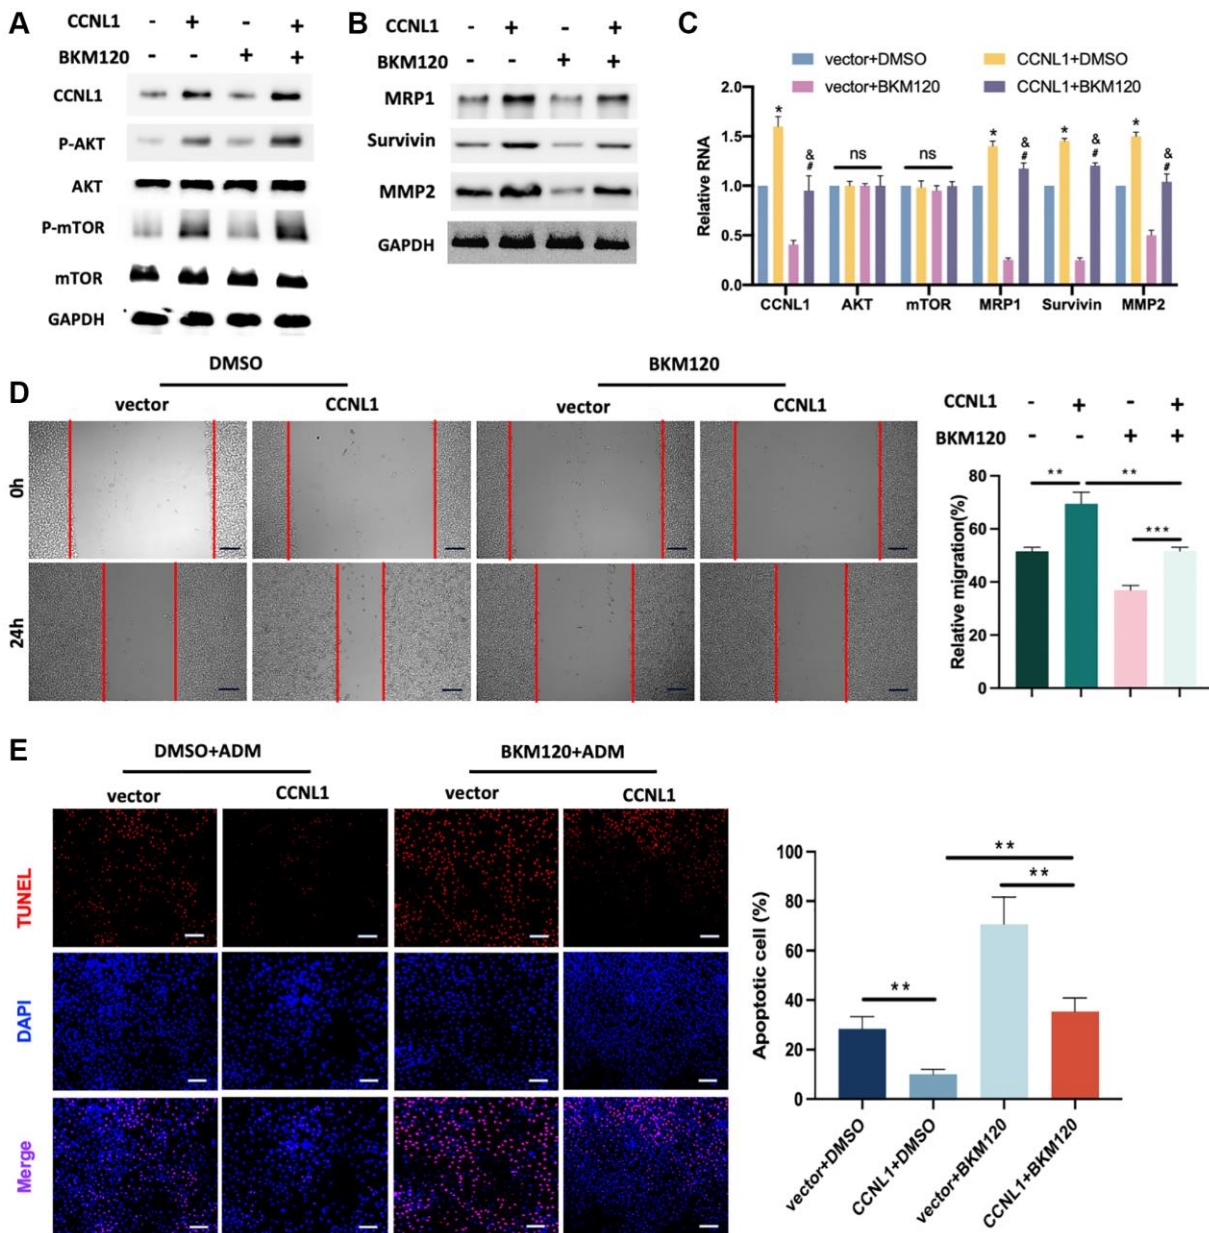 A
CCNL1 - + - +
BKM120 - - + +
CCNL1
P-AKT
AKT
P-mTOR
mTOR
GAPDH
B
CCNL1 - + - +
BKM120 - - + +
MRP1
Survivin
MMP2
GAPDH
C
vector+DMSO CCNL1+DMSO
vector+BKM120 CCNL1+BKM120
Relative RNA
2.0
1.5
1.0
0.5
0.0
* & # ns ns * & # * & # * & #
CCNL1 AKT mTOR MRP1 Survivin MMP2
D
DMSO BKM120
vector CCNL1 vector CCNL1
0h
24h
CCNL1 - + - +
BKM120 - - + +
Relative migration(%)
80
60
40
20
0
** ** ***
E
DMSO+ADM BKM120+ADM
vector CCNL1 vector CCNL1
TUNEL
DAPI
Merge
Apoptotic cell (%)
100
80
60
40
20
0
** ** **
vector+DMSO CCNL1+DMSO vector+BKM120 CCNL1+BKM120